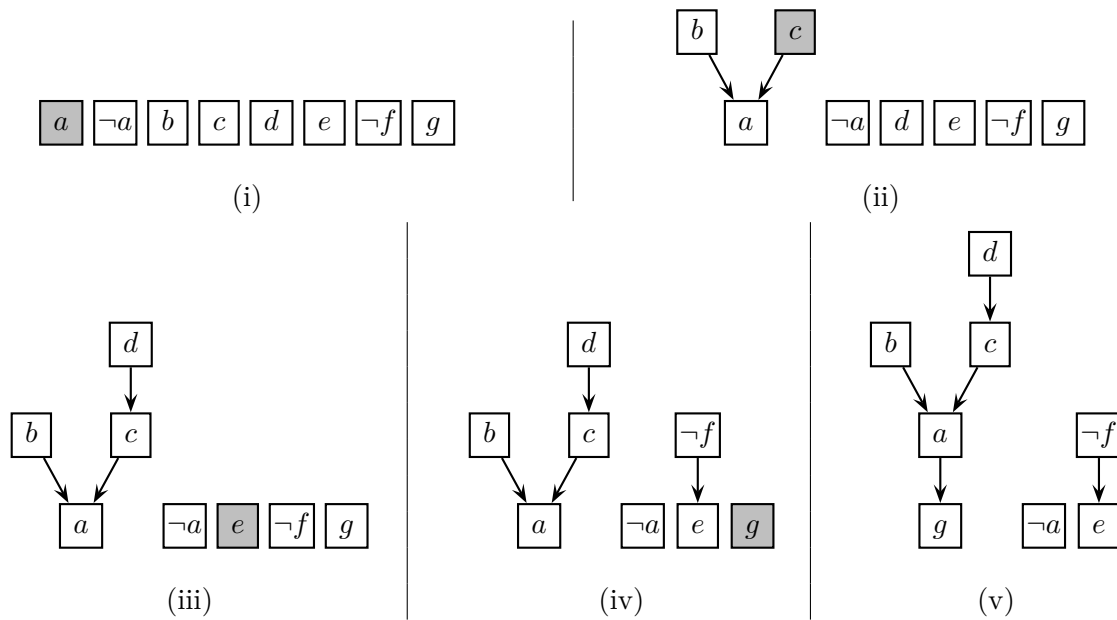 a ¬a b c d e ¬f g
(i)
b c
a ¬a d e ¬f g
(ii)
d
b c
a ¬a e ¬f g
(iii)
d
b c ¬f
a ¬a e g
(iv)
d
b c
a ¬f
g ¬a e
(v)